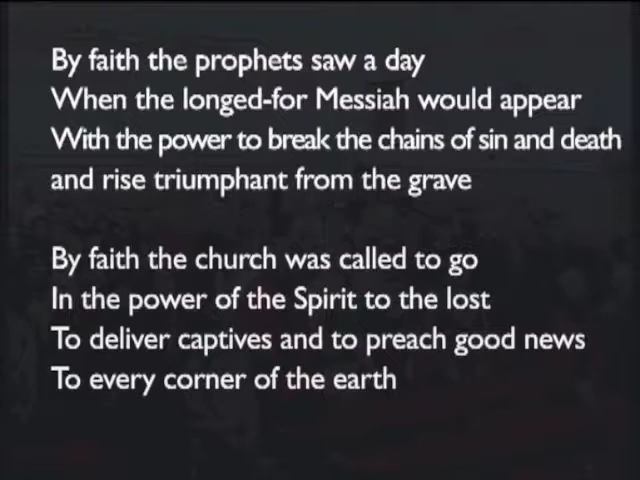 By faith the prophets saw a day
When the longed-for Messiah would appear
With the power to break the chains of sin and death
and rise triumphant from the grave
By faith the church was called to go
In the power of the Spirit to the lost
To deliver captives and to preach good news
To every corner of the earth